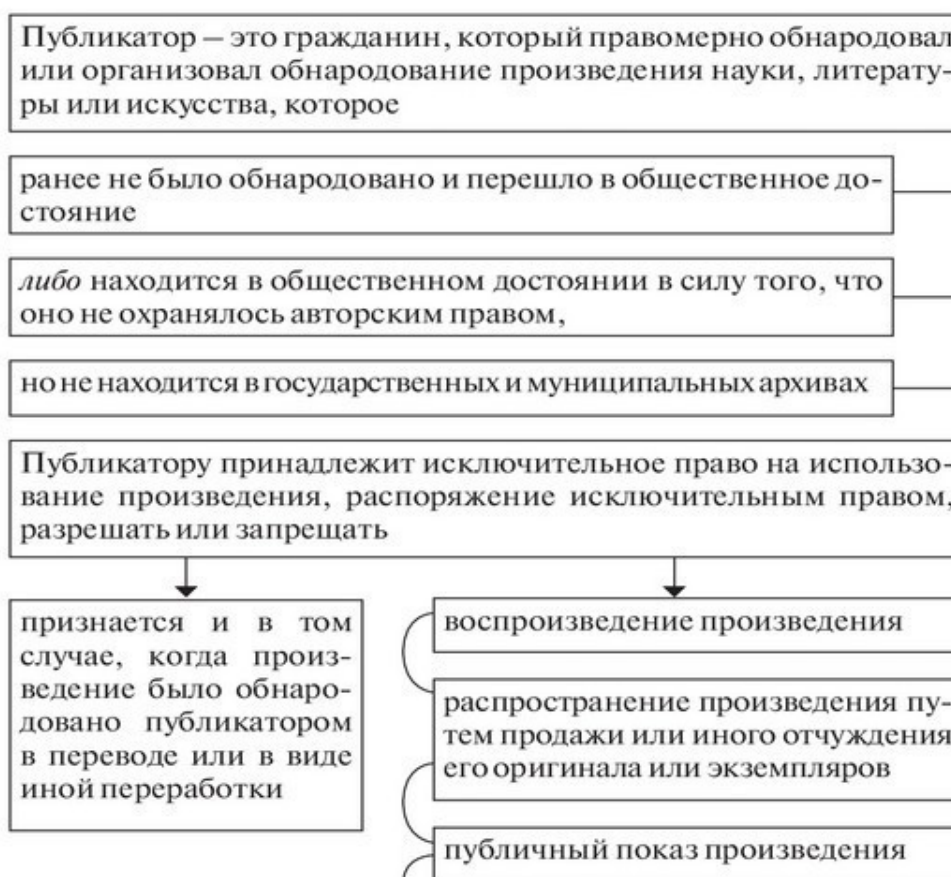 Публикатор — это гражданин, который правомерно обнародовал
или организовал обнародование произведения науки, литерату-
ры или искусства, которое
ранее не было обнародовано и перешло в общественное до-
стояние
либо находится в общественном достоянии в силу того, что
оно не охранялось авторским правом,
но не находится в государственных и муниципальных архивах
Публикатору принадлежит исключительное право на использо-
вание произведения, распоряжение исключительным правом,
разрешать или запрещать
признается и в том
случае, когда произ-
ведение было обнаро-
довано публикатором
в переводе или в виде
иной переработки
воспроизведение произведения
распространение произведения пу-
тем продажи или иного отчуждения
его оригинала или экземпляров
публичный показ произведения